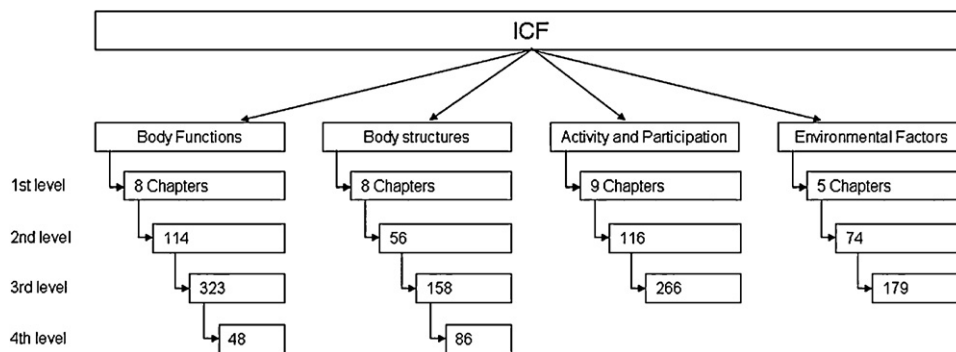 ICF
Body Functions
Body structures
Activity and Participation
Environmental Factors
1st level
8 Chapters
8 Chapters
9 Chapters
5 Chapters
2nd level
114
56
116
74
3rd level
323
158
266
179
4th level
48
86